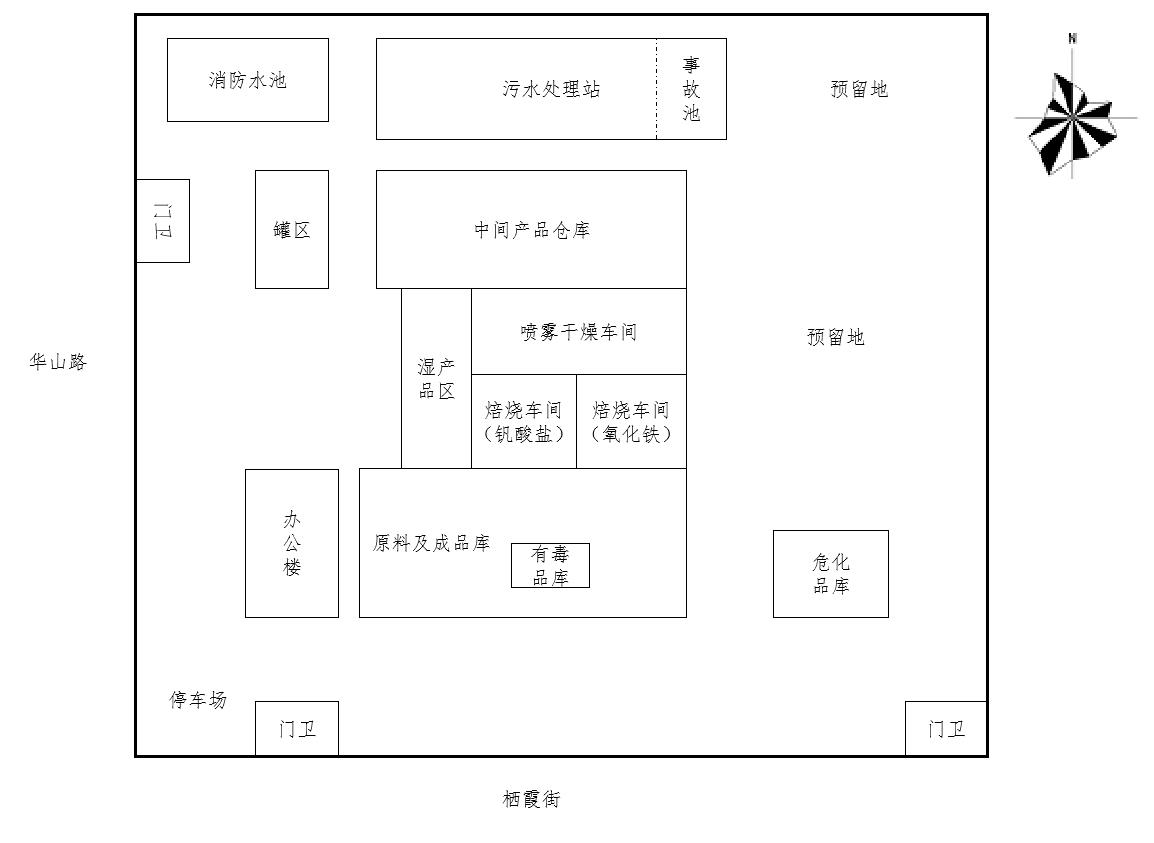 N
消防水池
污水处理站
事
故
池
预留地
门卫
罐区
中间产品仓库
喷雾干燥车间
预留地
华山路
湿产
品区
焙烧车间
（钒酸盐）
焙烧车间
（氧化铁）
办
公
楼
原料及成品库
有毒
品库
危化
品库
停车场
门卫
门卫
栖霞街